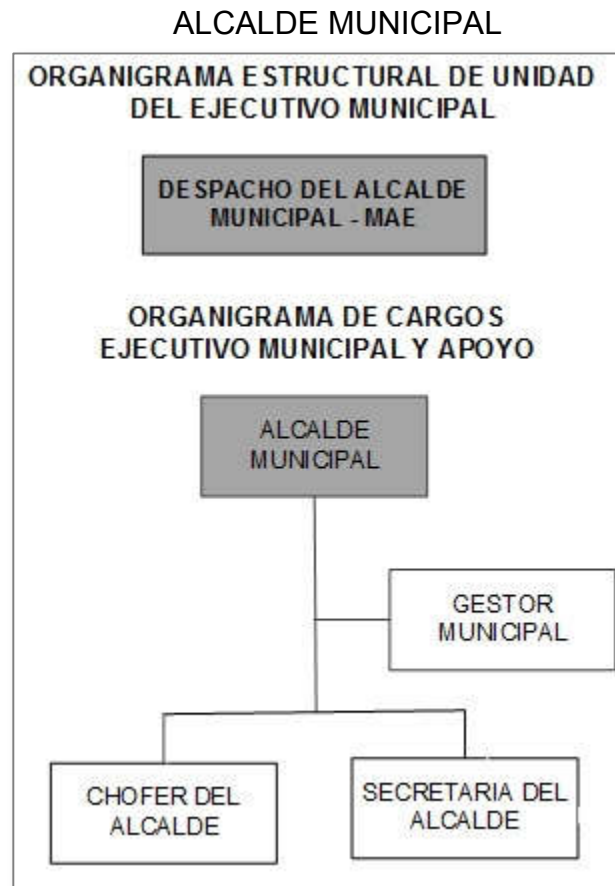 ALCALDE MUNICIPAL
ORGANIGRAMA ESTRUCTURAL DE UNIDAD
DEL EJECUTIVO MUNICIPAL
DESPACHO DEL ALCALDE
MUNICIPAL - MAE
ORGANIGRAMA DE CARGOS
EJECUTIVO MUNICIPAL Y APOYO
ALCALDE
MUNICIPAL
GESTOR
MUNICIPAL
CHOFER DEL
ALCALDE
SECRETARIA DEL
ALCALDE